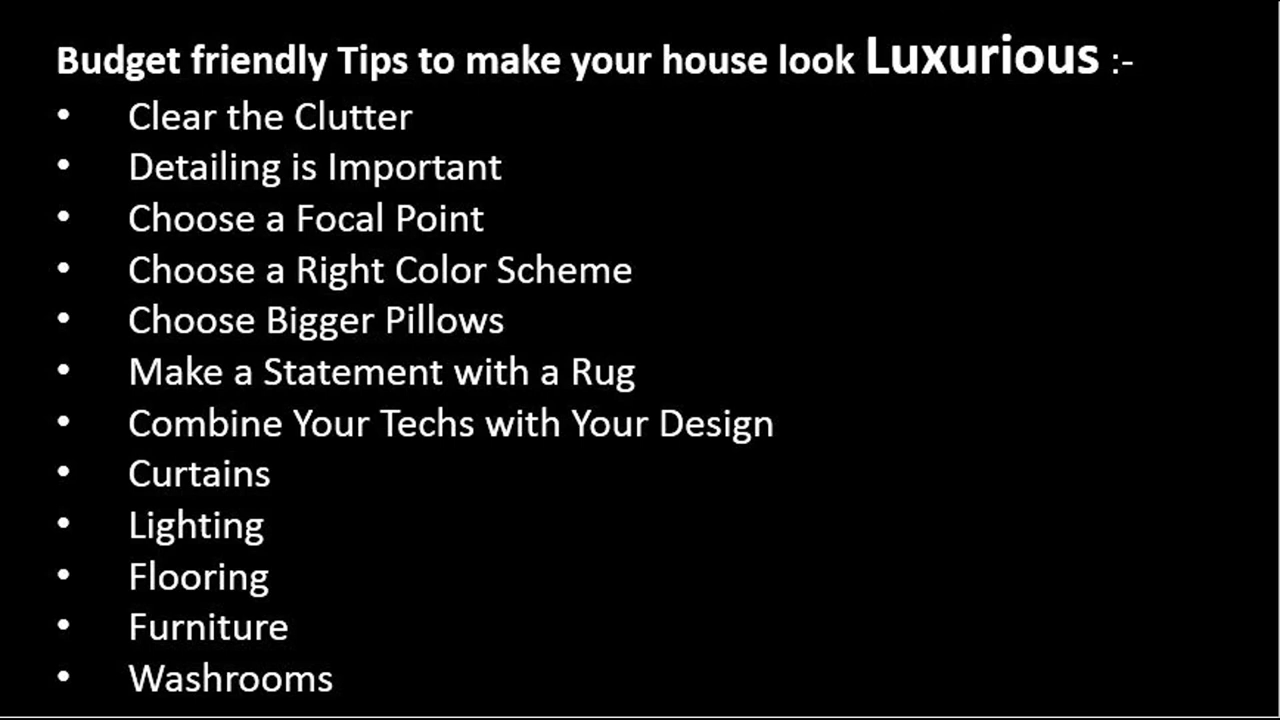 Budget friendly Tips to make your house look Luxurious :-
• Clear the Clutter
• Detailing is Important
• Choose a Focal Point
• Choose a Right Color Scheme
• Choose Bigger Pillows
• Make a Statement with a Rug
• Combine Your Techs with Your Design
• Curtains
• Lighting
• Flooring
• Furniture
• Washrooms